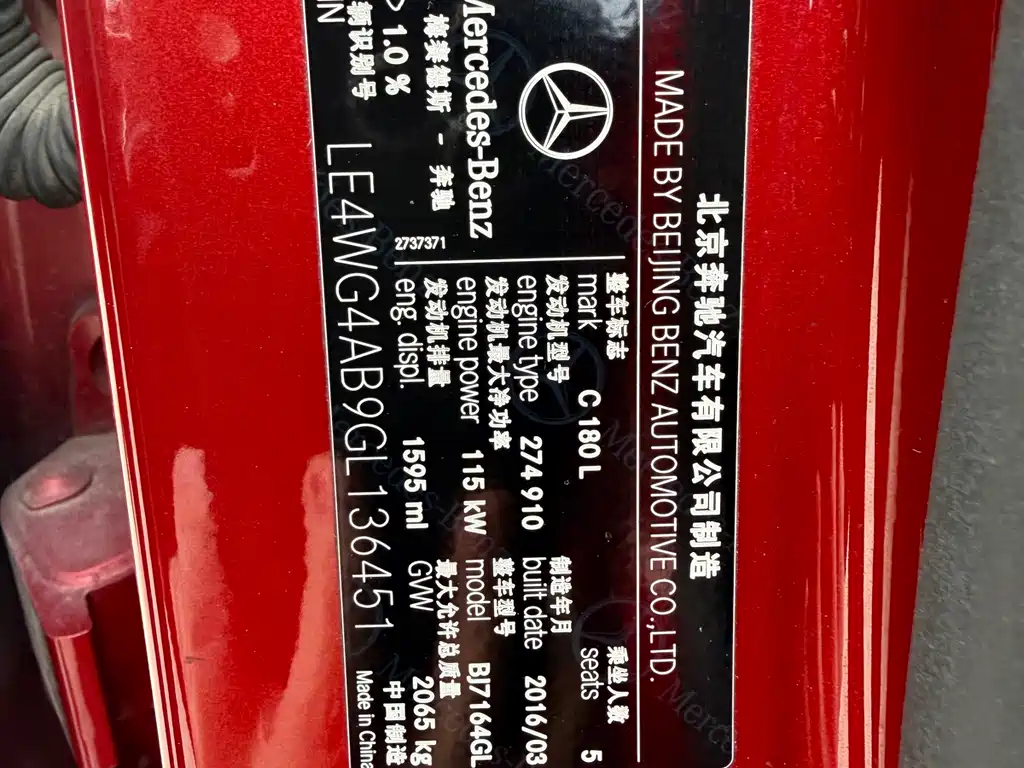 北京奔驰汽车有限公司制造
MADE BY BEIJING BENZ AUTOMOTIVE CO.,LTD.
Mercedes-Benz
梅赛德斯 - 奔驰
2737371
整车标志
mark C 180 L
乘坐人数
seats 5
发动机型号
engine type 274 910
制造年月
built date 2016/03
发动机最大净功率
engine power 115 kW
整车型号
model BJ7164GL
发动机排量
eng. displ. 1595 ml
最大允许总质量
GVW 2065 kg
> 1.0 %
中国制造
Made in China
辆识别号
IN LE4WG4AB9GL136451